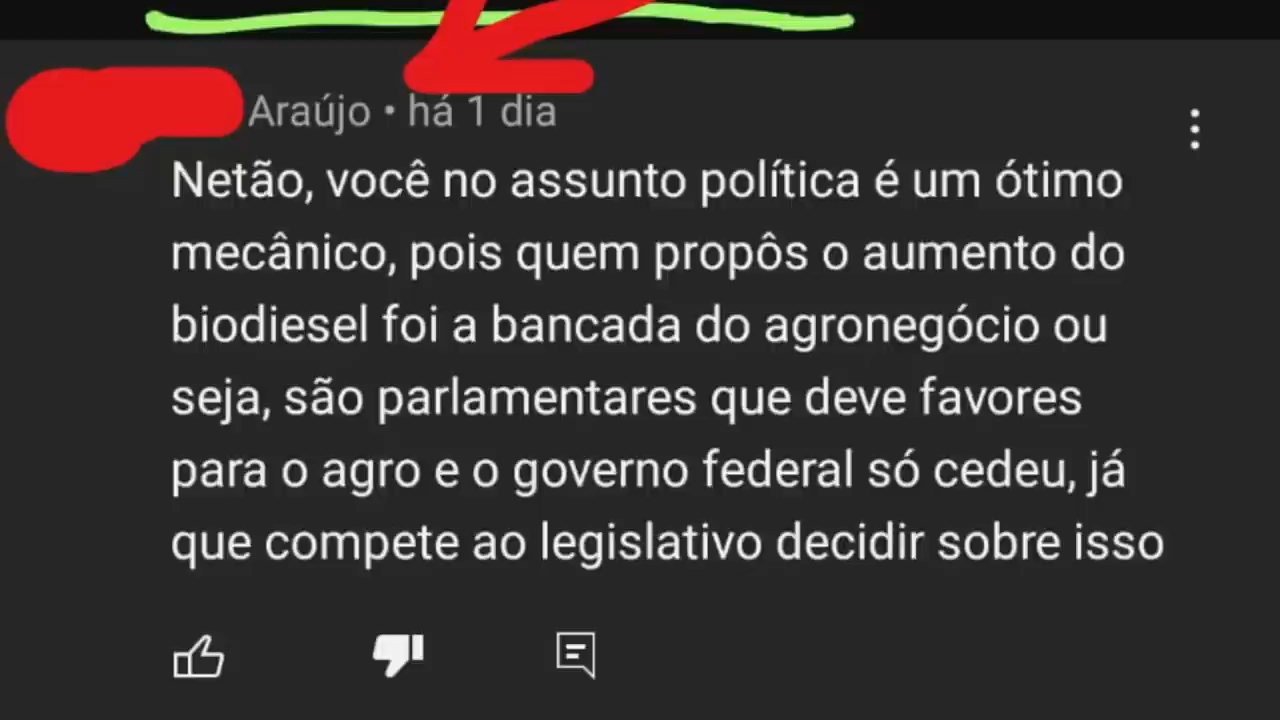 Araújo • há 1 dia
Netão, você no assunto política é um ótimo
mecânico, pois quem propôs o aumento do
biodiesel foi a bancada do agronegócio ou
seja, são parlamentares que deve favores
para o agro e o governo federal só cedeu, já
que compete ao legislativo decidir sobre isso